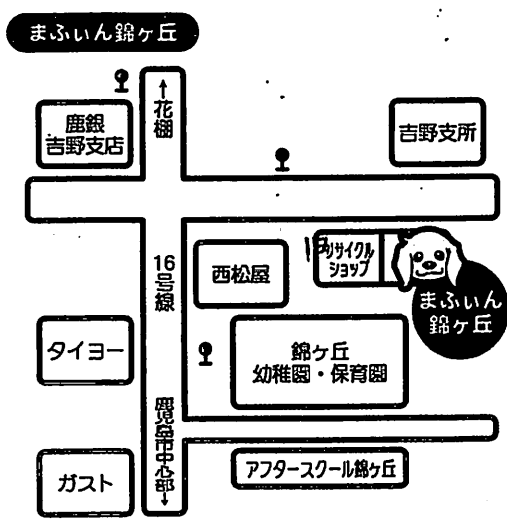 まふぃん錦ヶ丘
↑花棚
鹿銀
吉野支店
吉野支所
16号線
西松屋
リサイクル
ショップ
まふぃん
錦ヶ丘
タイヨー
錦ヶ丘
幼稚園・保育園
鹿児島市中心部↓
ガスト
アフタースクール錦ヶ丘